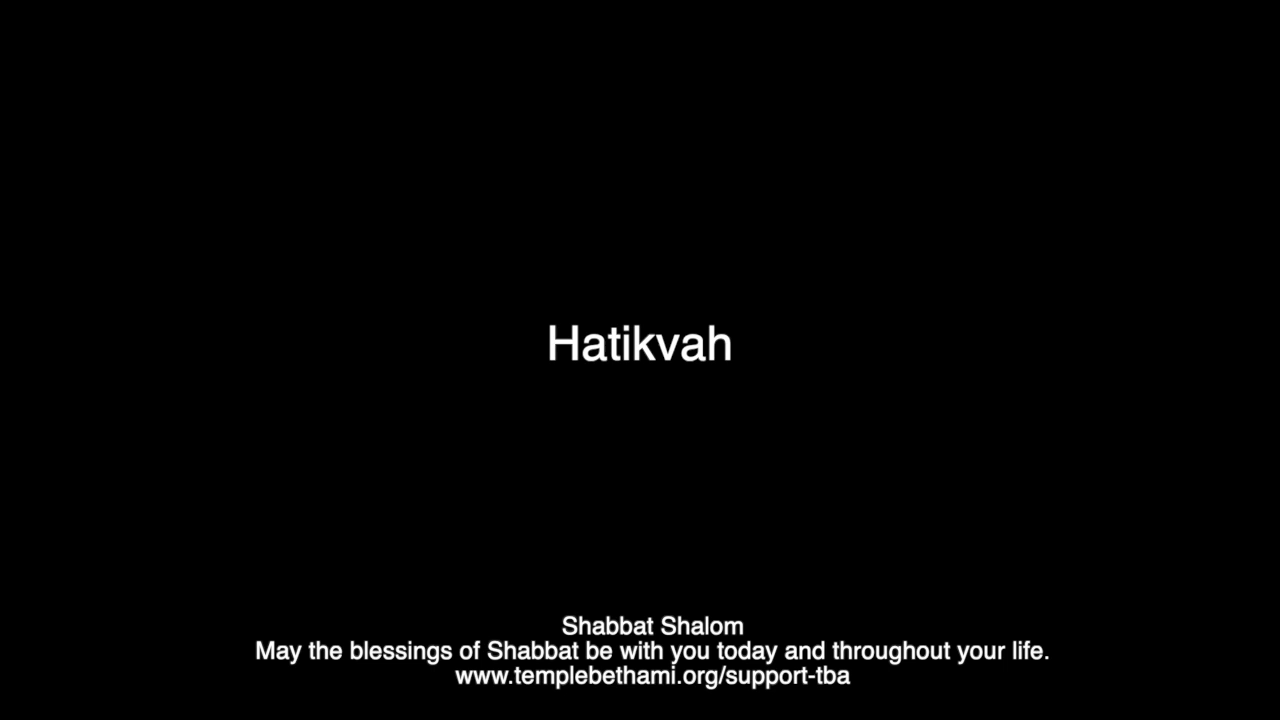 Hatikvah
Shabbat Shalom
May the blessings of Shabbat be with you today and throughout your life.
www.templebethami.org/support-tba